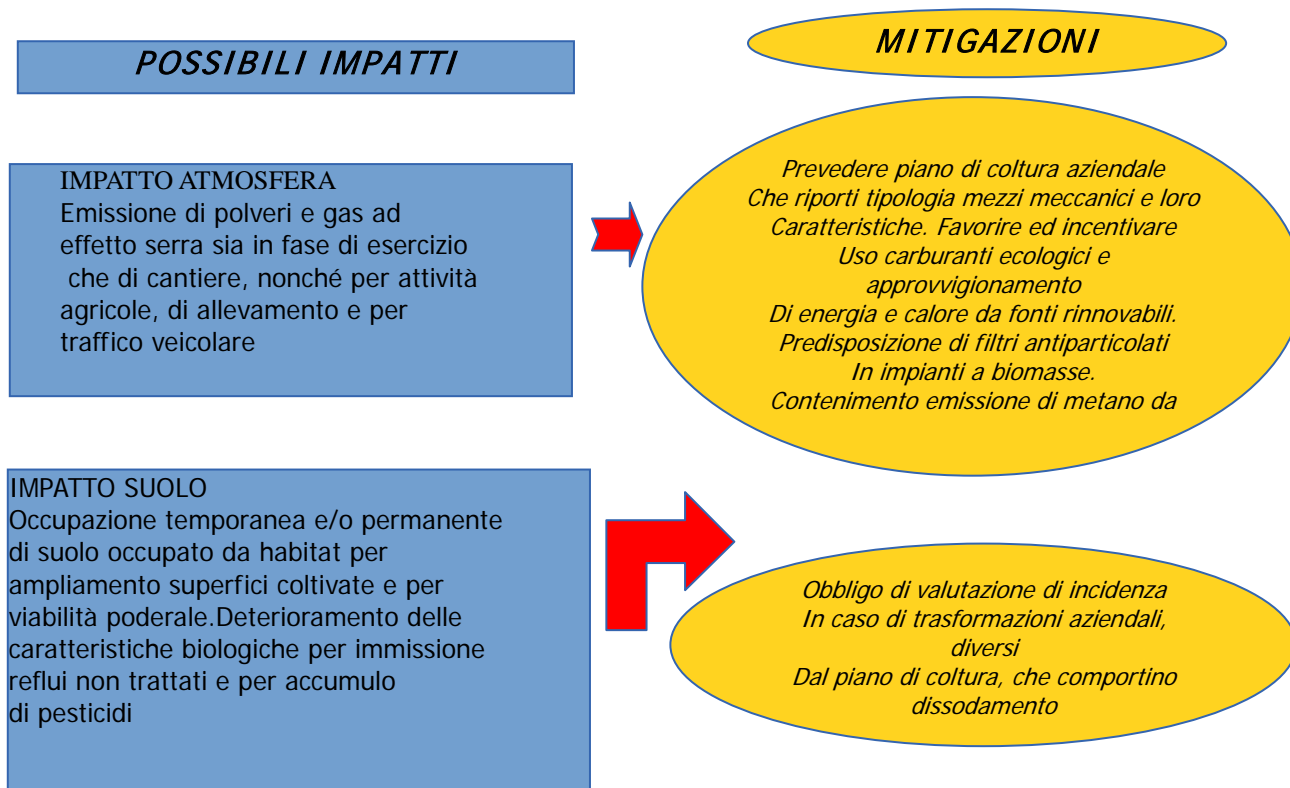 POSSIBILI IMPATTI
MITIGAZIONI
IMPATTO ATMOSFERA
Emissione di polveri e gas ad
effetto serra sia in fase di esercizio
che di cantiere, nonché per attività
agricole, di allevamento e per
traffico veicolare
Prevedere piano di coltura aziendale
Che riporti tipologia mezzi meccanici e loro
Caratteristiche. Favorire ed incentivare
Uso carburanti ecologici e
approvvigionamento
Di energia e calore da fonti rinnovabili.
Predisposizione di filtri antiparticolati
In impianti a biomasse.
Contenimento emissione di metano da
IMPATTO SUOLO
Occupazione temporanea e/o permanente
di suolo occupato da habitat per
ampliamento superfici coltivate e per
viabilità poderale.Deterioramento delle
caratteristiche biologiche per immissione
reflui non trattati e per accumulo
di pesticidi
Obbligo di valutazione di incidenza
In caso di trasformazioni aziendali,
diversi
Dal piano di coltura, che comportino
dissodamento